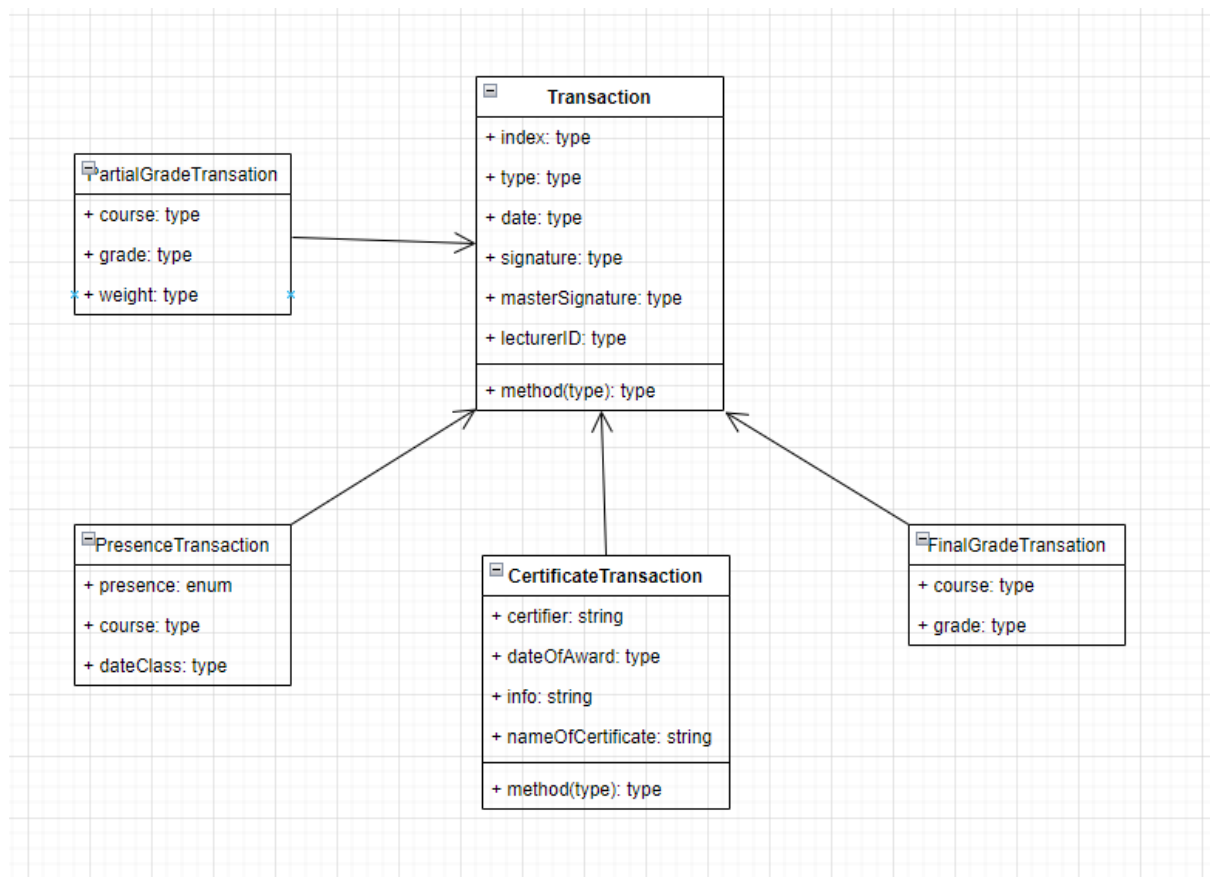 Transaction
+ index: type
+ type: type
+ date: type
+ signature: type
+ masterSignature: type
+ lecturerID: type
+ method(type): type
PartialGradeTransation
+ course: type
+ grade: type
+ weight: type
PresenceTransaction
+ presence: enum
+ course: type
+ dateClass: type
CertificateTransaction
+ certifier: string
+ dateOfAward: type
+ info: string
+ nameOfCertificate: string
+ method(type): type
FinalGradeTransation
+ course: type
+ grade: type